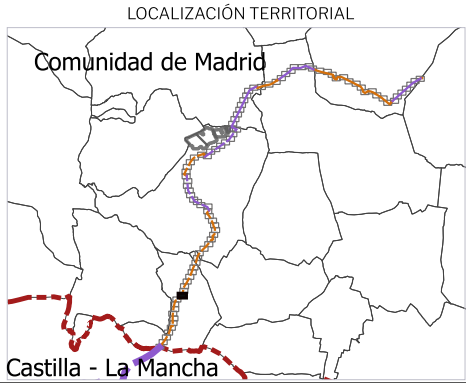 LOCALIZACIÓN TERRITORIAL
Comunidad de Madrid
Castilla - La Mancha